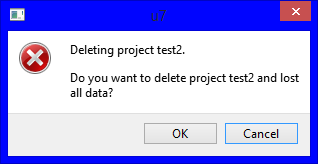 u7
Deleting project test2.
Do you want to delete project test2 and lost
all data?
OK
Cancel